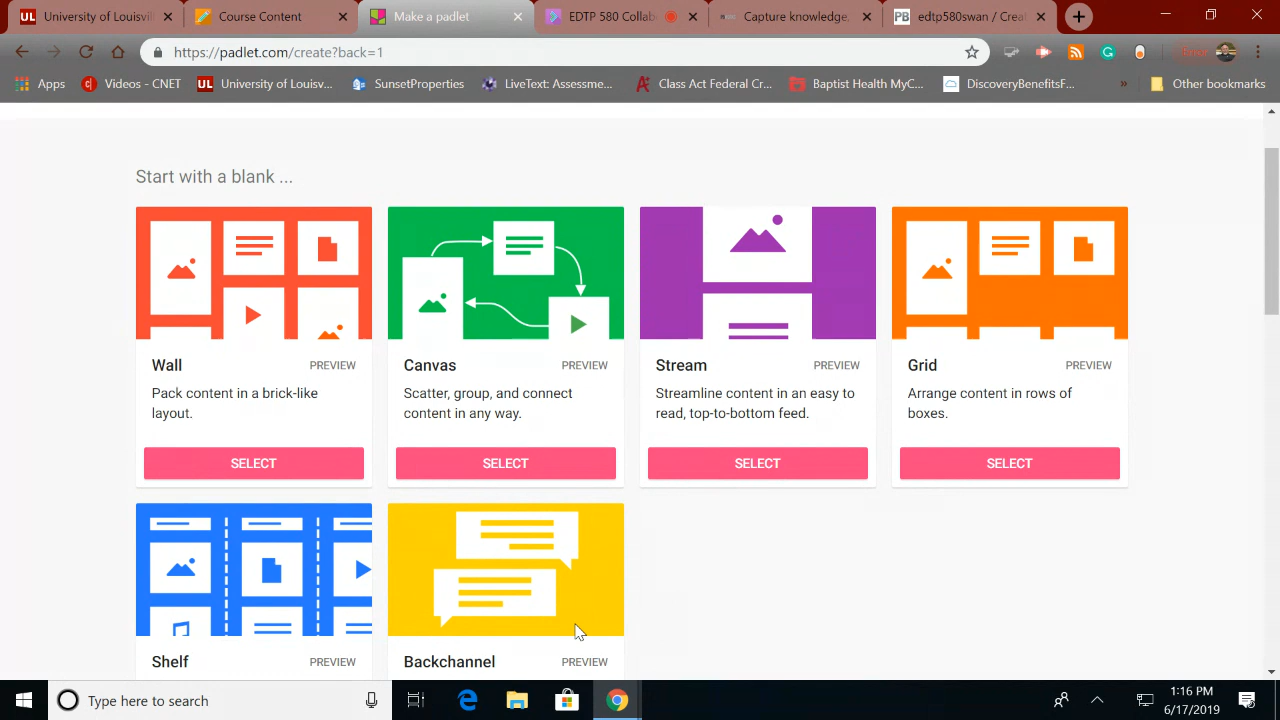 University of Louisvill
Course Content
Make a padlet
EDTP 580 Collab
Capture knowledge,
PB edtp580swan / Creat
https://padlet.com/create?back=1
Error
Apps
Videos - CNET
University of Louisv...
SunsetProperties
LiveText: Assessme...
Class Act Federal Cr...
Baptist Health MyC...
DiscoveryBenefitsF...
»
Other bookmarks
Start with a blank ...
Wall PREVIEW
Pack content in a brick-like
layout.
SELECT
Canvas PREVIEW
Scatter, group, and connect
content in any way.
SELECT
Stream PREVIEW
Streamline content in an easy to
read, top-to-bottom feed.
SELECT
Grid PREVIEW
Arrange content in rows of
boxes.
SELECT
Shelf PREVIEW
Backchannel PREVIEW
Type here to search
1:16 PM
6/17/2019